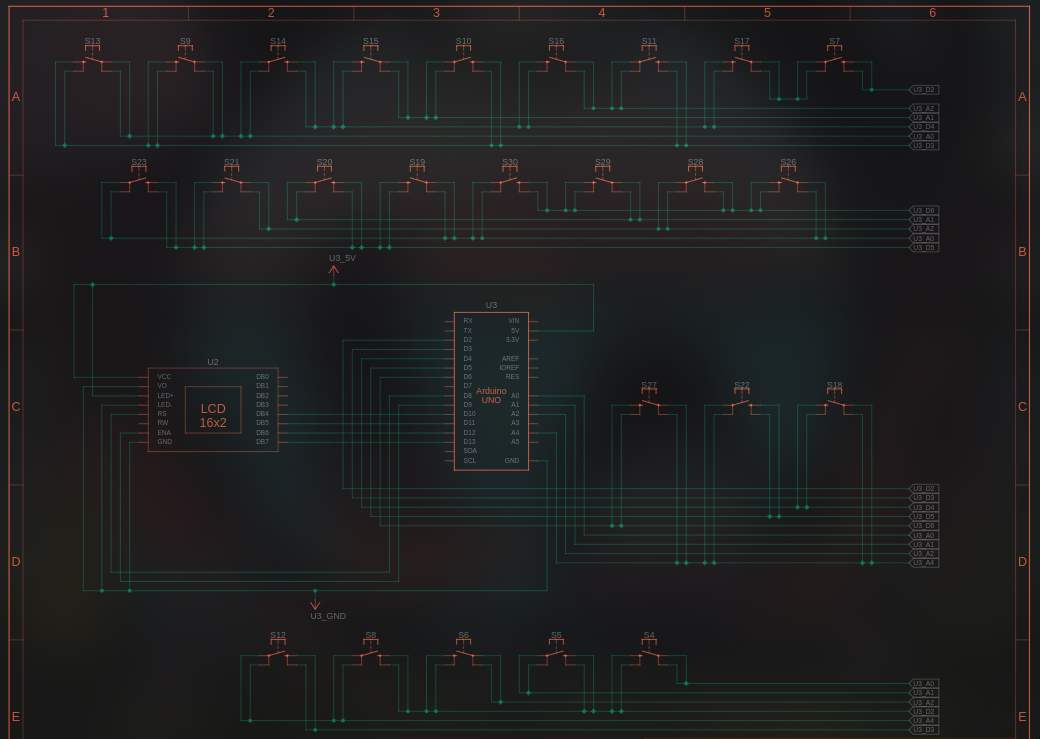 1 2 3 4 5 6
S13 S9 S14 S15 S10 S16 S11 S17 S7
A A
U3_D2
U3_A2
U3_A1
U3_D4
U3_A0
U3_D3
S23 S21 S20 S19 S30 S29 S28 S26
U3_D6
U3_A1
U3_A2
U3_A0
U3_D5
B B
U3_5V
U3
RX VIN
TX 5V
D2 3.3V
D3
D4 AREF
D5 IOREF
D6 RES
D7
D8 A0
D9 A1
D10 A2
D11 A3
D12 A4
D13 A5
SDA
SCL GND
Arduino
UNO
U2
VCC DB0
VO DB1
LED+ DB2
LED- DB3
RS DB4
RW DB5
ENA DB6
GND DB7
LCD
16x2
S27 S22 S18
C C
U3_D2
U3_D3
U3_D4
U3_D5
U3_D6
U3_A0
U3_A1
U3_A2
U3_A4
D D
U3_GND
S12 S8 S6 S5 S4
U3_A0
U3_A1
U3_A2
U3_D2
U3_A4
U3_D3
E E